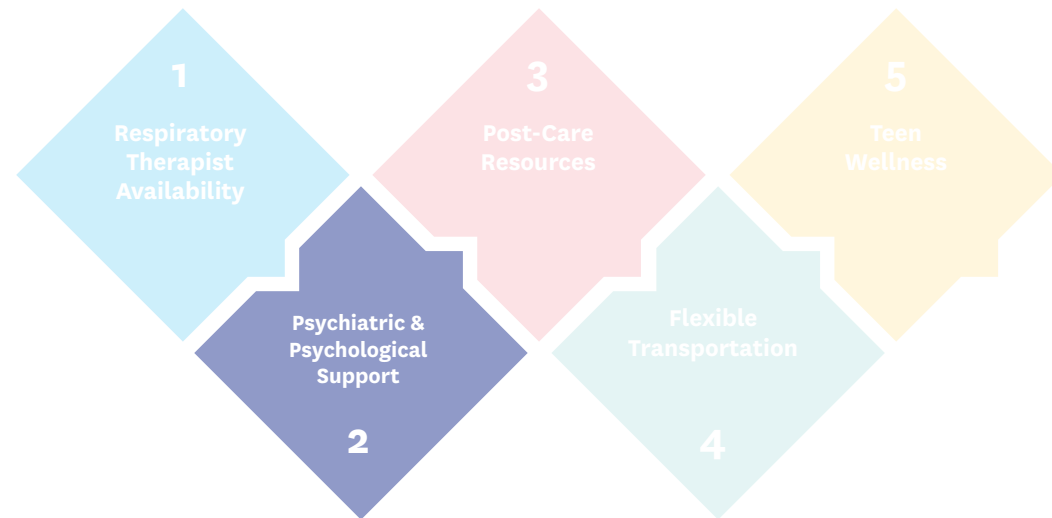 1
Respiratory
Therapist
Availability
Psychiatric &
Psychological
Support
2
3
Post-Care
Resources
Flexible
Transportation
4
5
Teen
Wellness